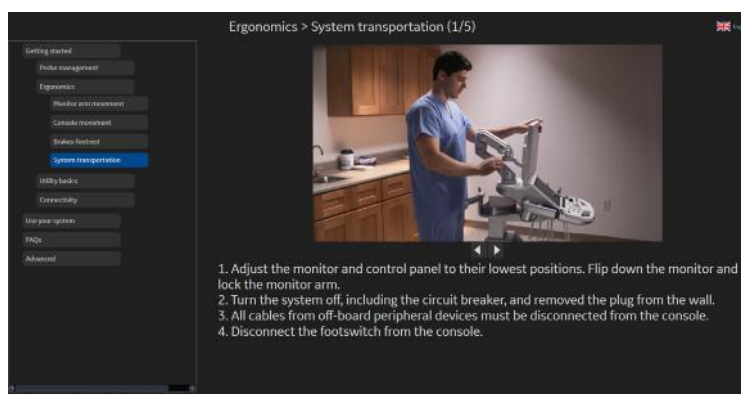 Ergonomics > System transportation (1/5)
Getting started
Probe management
Ergonomics
Monitor arm movement
Console movement
Brakes-footrest
System transportation
Utility basics
Connectivity
Use your system
FAQs
Advanced
1. Adjust the monitor and control panel to their lowest positions. Flip down the monitor and
lock the monitor arm.
2. Turn the system off, including the circuit breaker, and removed the plug from the wall.
3. All cables from off-board peripheral devices must be disconnected from the console.
4. Disconnect the footswitch from the console.